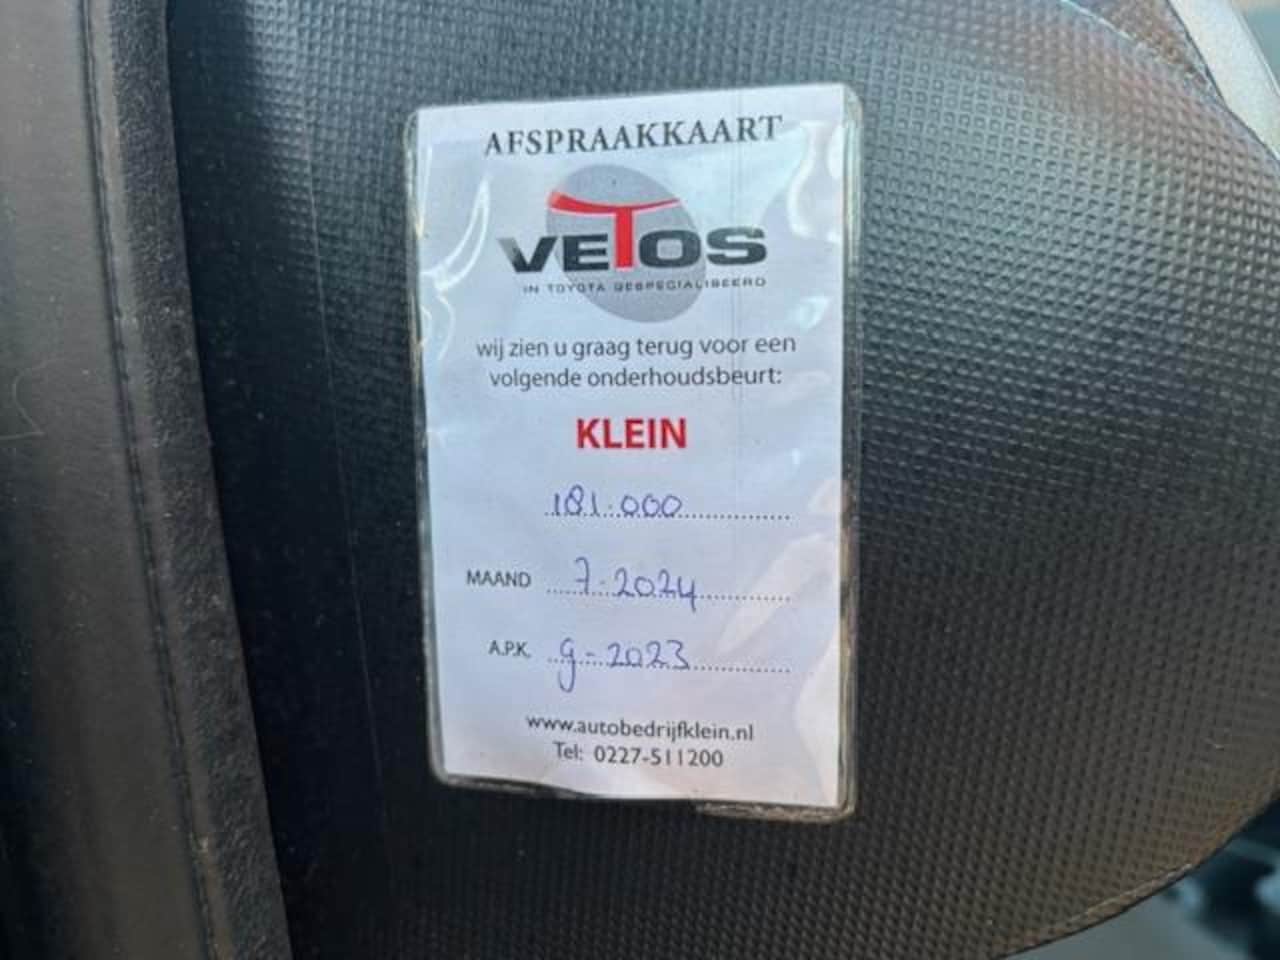 AFSPRAAKKAART
VETOS
IN TOYOTA GESPECIALISEERD
wij zien u graag terug voor een
volgende onderhoudsbeurt:
KLEIN
181.000
MAAND 7-2024
A.P.K. 9-2023
www.autobedrijfklein.nl
Tel: 0227-511200